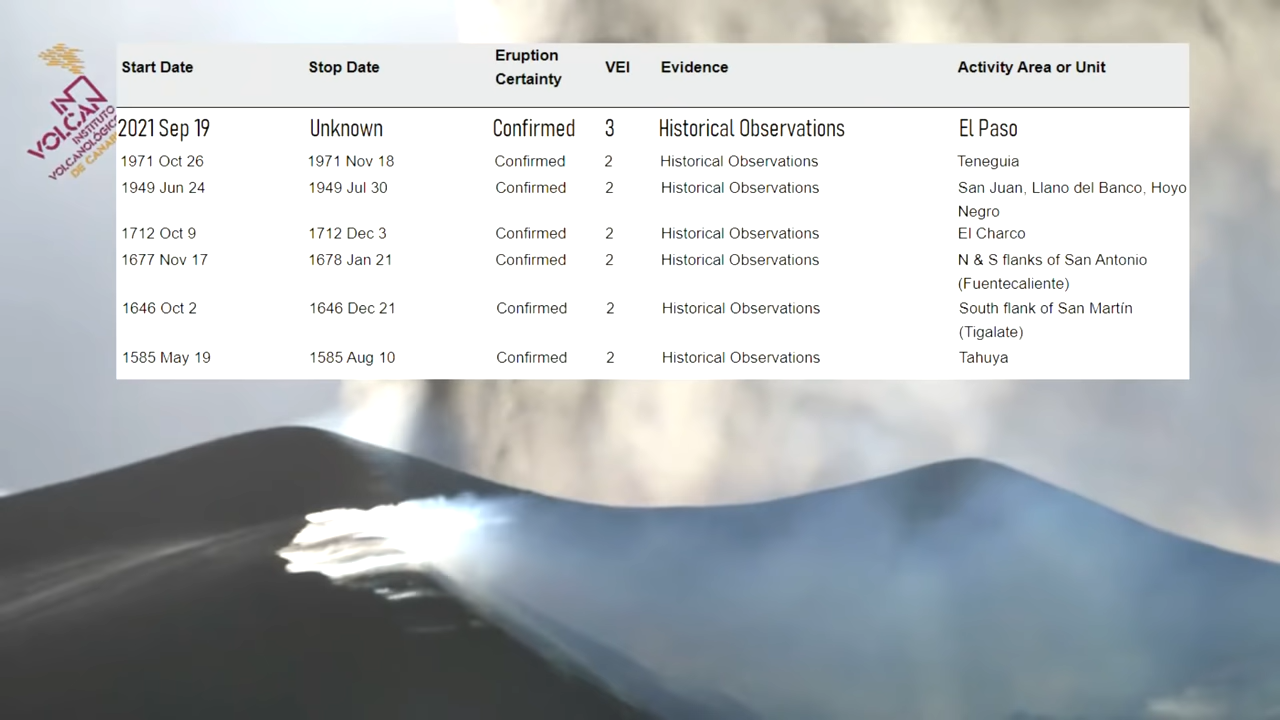 IN
VOLCAN
INSTITUTO
VOLCANOLÓGICO
DE CANAR
Start Date Stop Date Eruption Certainty VEI Evidence Activity Area or Unit
2021 Sep 19 Unknown Confirmed 3 Historical Observations El Paso
1971 Oct 26 1971 Nov 18 Confirmed 2 Historical Observations Teneguia
1949 Jun 24 1949 Jul 30 Confirmed 2 Historical Observations San Juan, Llano del Banco, Hoyo
Negro
1712 Oct 9 1712 Dec 3 Confirmed 2 Historical Observations El Charco
1677 Nov 17 1678 Jan 21 Confirmed 2 Historical Observations N & S flanks of San Antonio
(Fuentecaliente)
1646 Oct 2 1646 Dec 21 Confirmed 2 Historical Observations South flank of San Martín
(Tigalate)
1585 May 19 1585 Aug 10 Confirmed 2 Historical Observations Tahuya